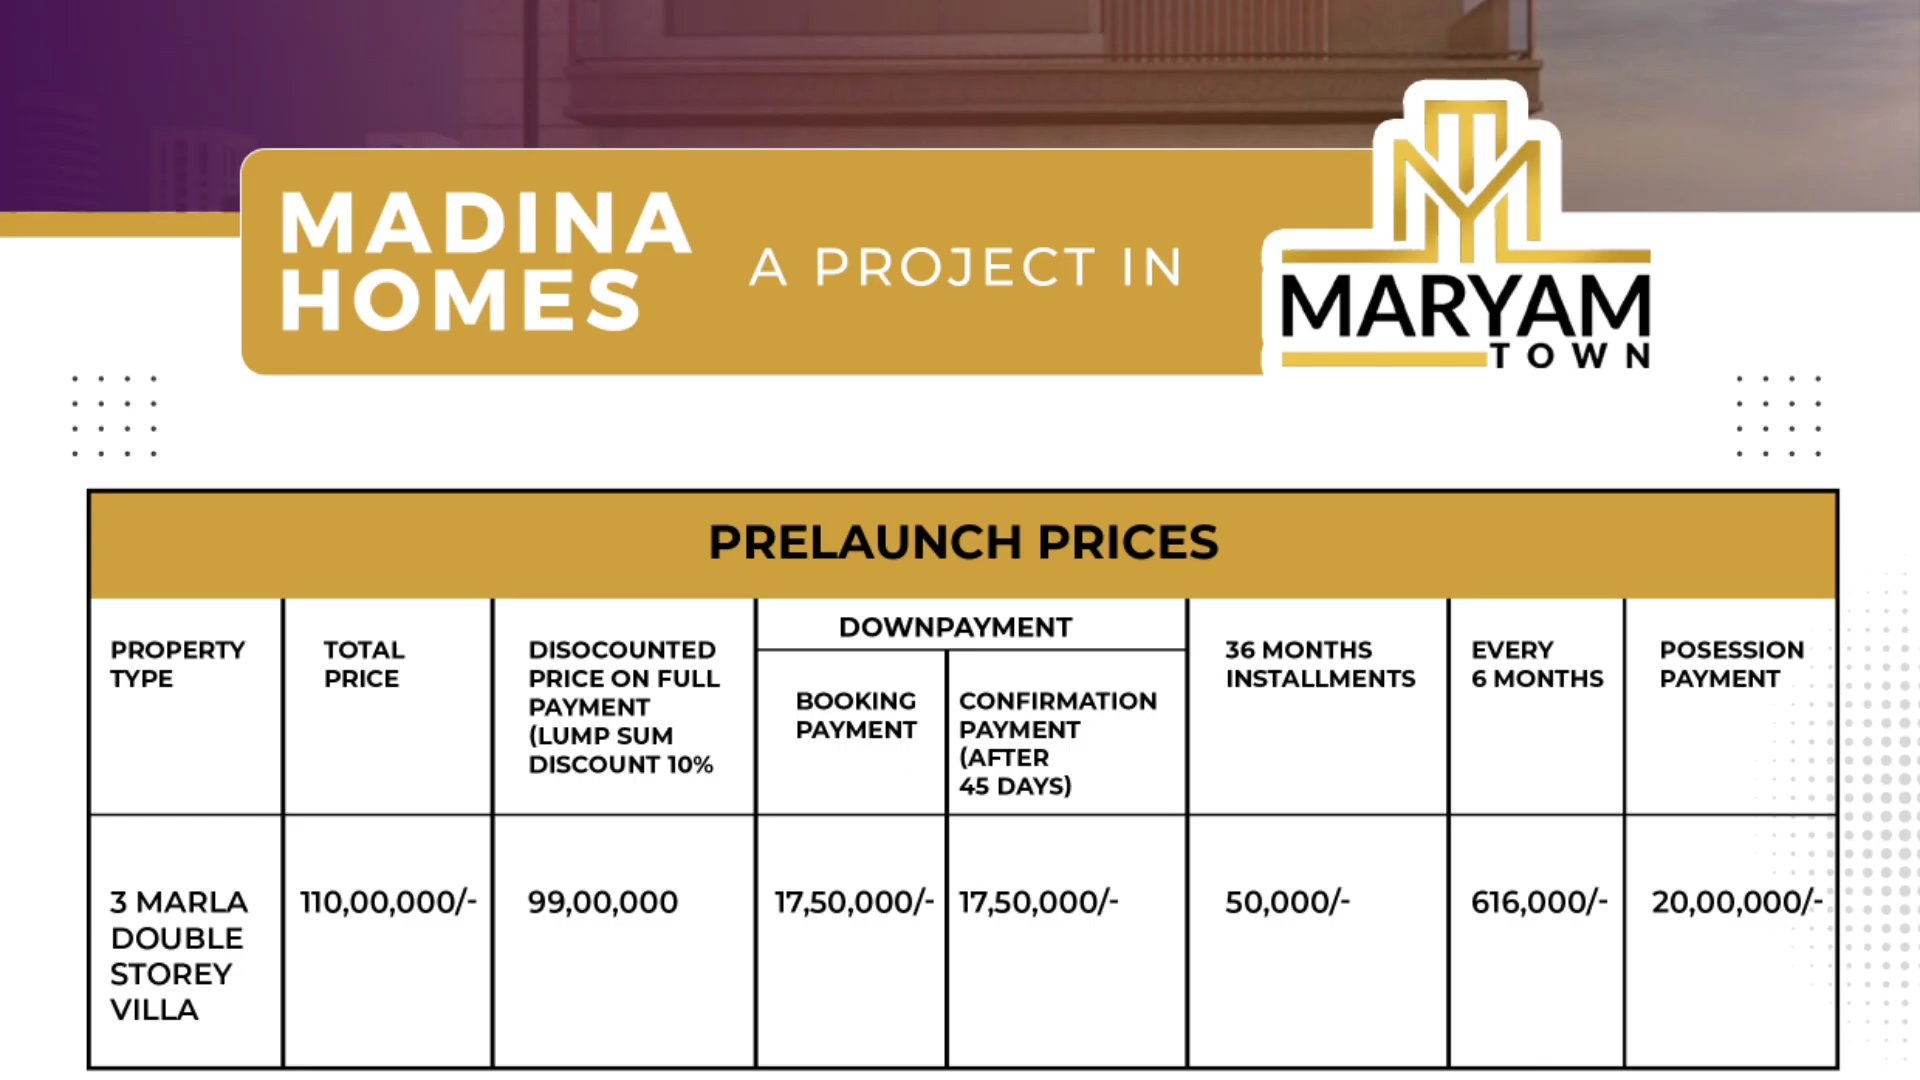 MADINA
HOMES
A PROJECT IN
MARYAM
TOWN
PRELAUNCH PRICES
PROPERTY
TYPE
TOTAL
PRICE
DISOCOUNTED
PRICE ON FULL
PAYMENT
(LUMP SUM
DISCOUNT 10%
DOWNPAYMENT
BOOKING
PAYMENT
CONFIRMATION
PAYMENT
(AFTER
45 DAYS)
36 MONTHS
INSTALLMENTS
EVERY
6 MONTHS
POSESSION
PAYMENT
3 MARLA
DOUBLE
STOREY
VILLA
110,00,000/-
99,00,000
17,50,000/-
17,50,000/-
50,000/-
616,000/-
20,00,000/-